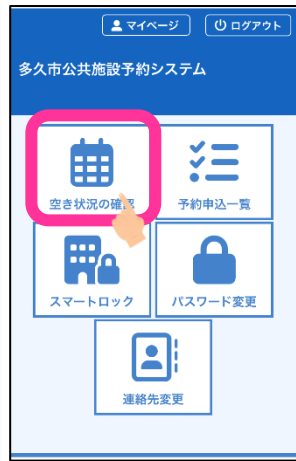 マイページ ログアウト
多久市公共施設予約システム
空き状況の確認 予約申込一覧
スマートロック パスワード変更
連絡先変更